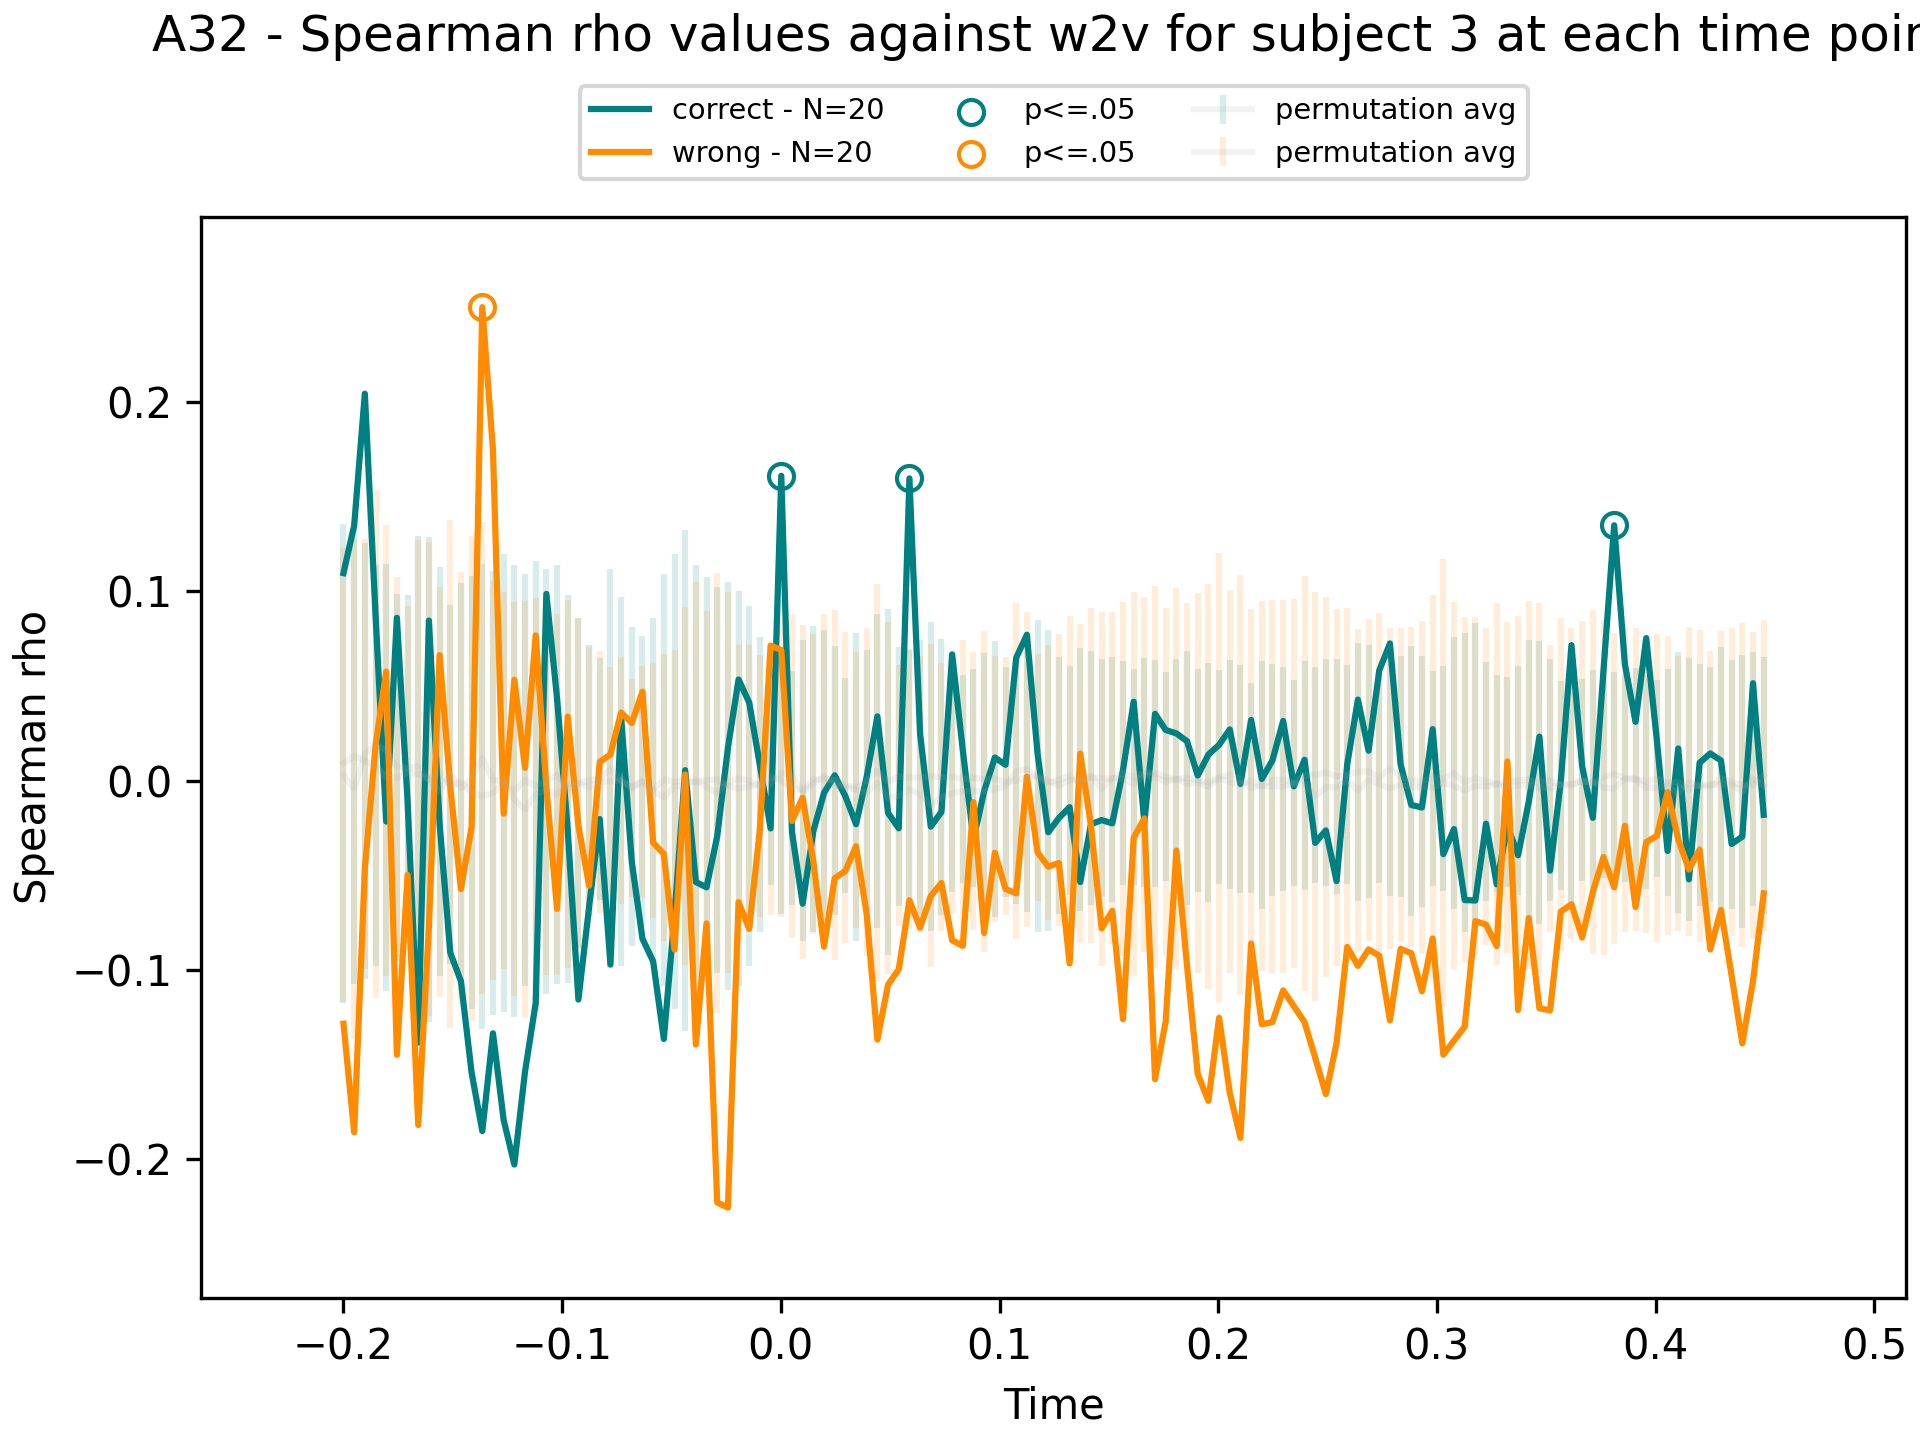 A32 - Spearman rho values against w2v for subject 3 at each time poin
correct - N=20
wrong - N=20
p<=.05
p<=.05
permutation avg
permutation avg
Spearman rho
0.2
0.1
0.0
−0.1
−0.2
−0.2
−0.1
0.0
0.1
0.2
0.3
0.4
0.5
Time